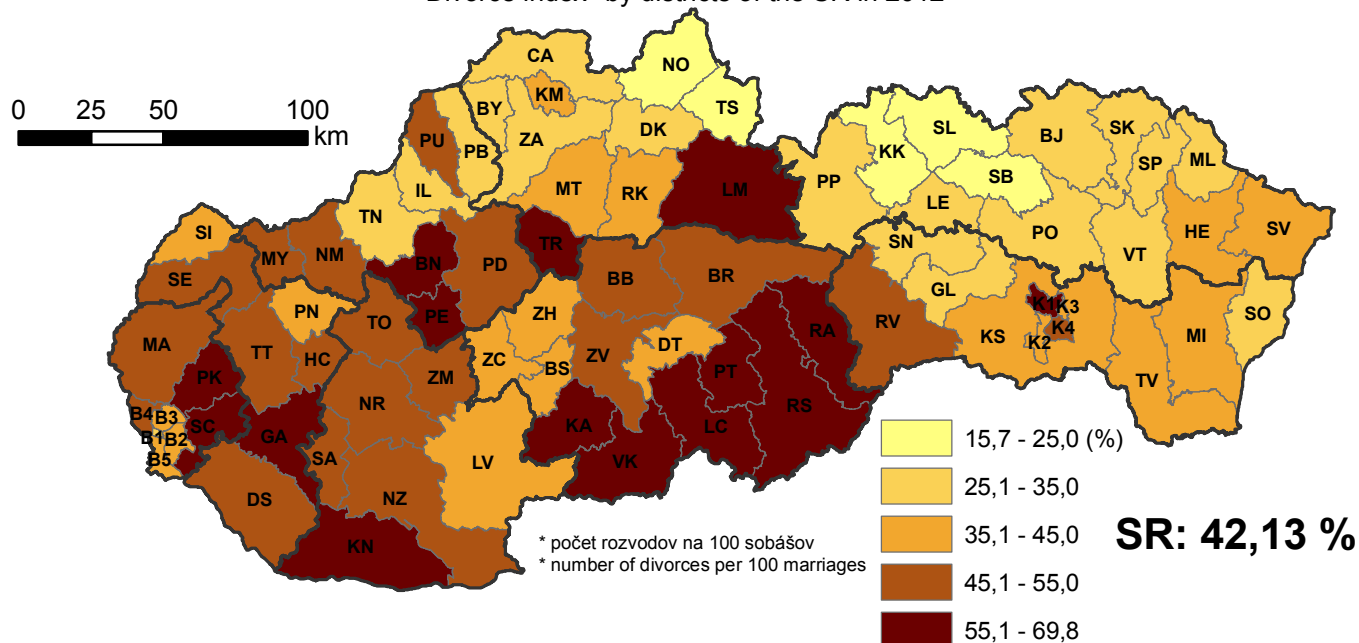 0 25 50 100
km
CA
NO
KM
BY
TS
PU
PB
ZA
DK
IL
MT
RK
LM
TN
PP
KK
SL
SB
LE
BJ
SK
SP
ML
PO
VT
HE
SV
SN
GL
SI
SE
MY
NM
BN
PD
TR
BB
BR
PE
TO
PN
MA
TT
HC
ZH
ZC
BS
ZV
DT
RA
RV
KS
K1
K3
K4
K2
MI
SO
TV
PK
SC
GA
NR
ZM
PT
RS
KA
LC
VK
B4
B3
B1
B2
B5
SA
LV
DS
NZ
KN
15,7 - 25,0 (%)
25,1 - 35,0
35,1 - 45,0
45,1 - 55,0
55,1 - 69,8
SR: 42,13 %
* počet rozvodov na 100 sobášov
* number of divorces per 100 marriages